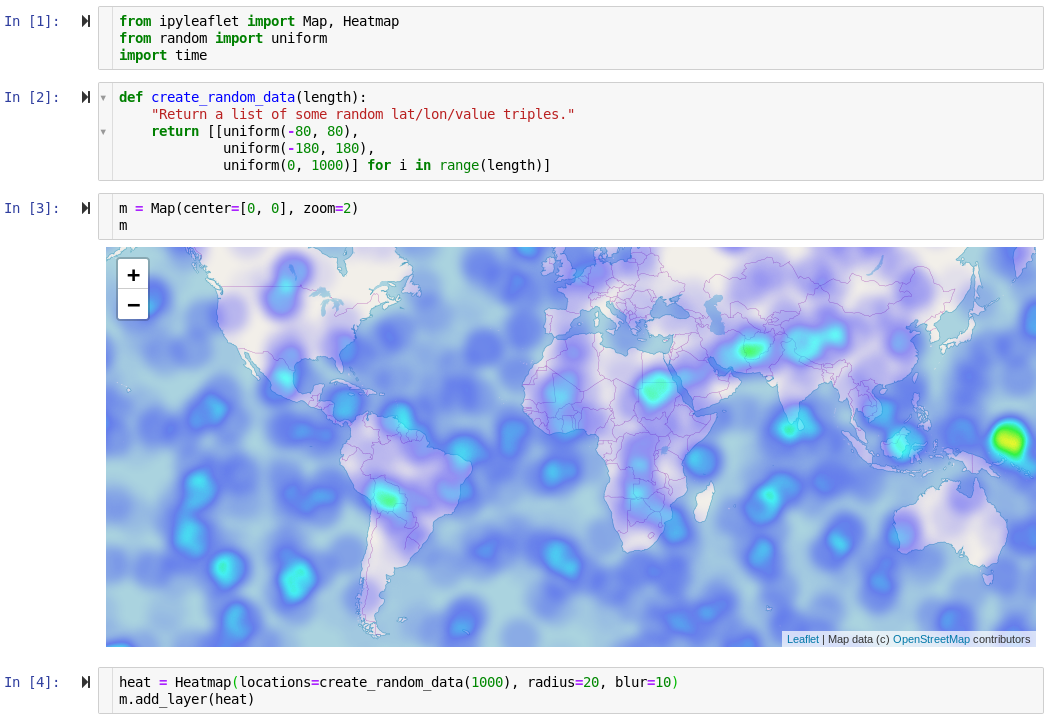 In [1]:
from ipyleaflet import Map, Heatmap
from random import uniform
import time
In [2]:
def create_random_data(length):
    "Return a list of some random lat/lon/value triples."
    return [[uniform(-80, 80),
             uniform(-180, 180),
             uniform(0, 1000)] for i in range(length)]
In [3]:
m = Map(center=[0, 0], zoom=2)
m
+
−
Leaflet | Map data (c) OpenStreetMap contributors
In [4]:
heat = Heatmap(locations=create_random_data(1000), radius=20, blur=10)
m.add_layer(heat)